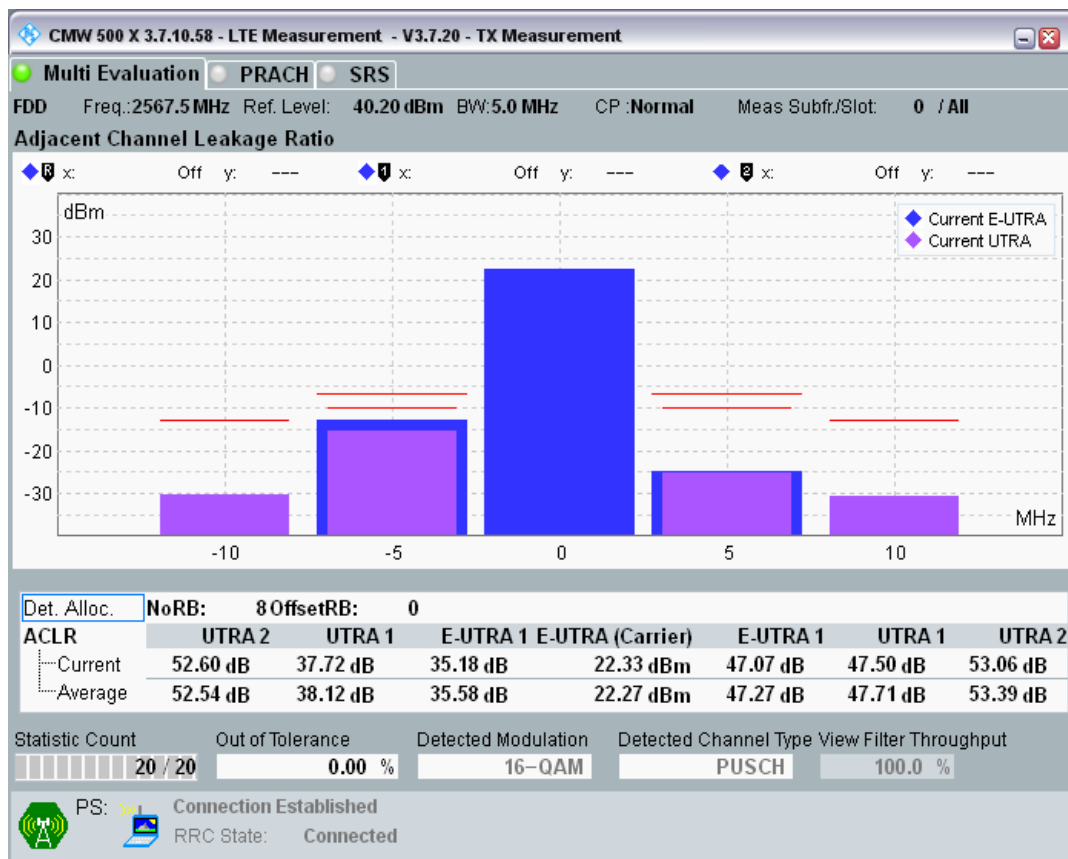 CMW 500 X 3.7.10.58 - LTE Measurement - V3.7.20 - TX Measurement
Multi Evaluation PRACH SRS
FDD Freq.:2567.5 MHz Ref. Level: 40.20 dBm BW:5.0 MHz CP :Normal Meas Subfr./Slot: 0 / All
Adjacent Channel Leakage Ratio
R x: Off y: --- 1 x: Off y: --- 2 x: Off y: ---
dBm
Current E-UTRA
Current UTRA
30
20
10
0
-10
-20
-30
MHz
-10 -5 0 5 10
Det. Alloc. NoRB: 8 OffsetRB: 0
ACLR UTRA 2 UTRA 1 E-UTRA 1 E-UTRA (Carrier) E-UTRA 1 UTRA 1 UTRA 2
Current 52.60 dB 37.72 dB 35.18 dB 22.33 dBm 47.07 dB 47.50 dB 53.06 dB
Average 52.54 dB 38.12 dB 35.58 dB 22.27 dBm 47.27 dB 47.71 dB 53.39 dB
Statistic Count Out of Tolerance Detected Modulation Detected Channel Type View Filter Throughput
20 / 20 0.00 % 16-QAM PUSCH 100.0 %
PS: Connection Established
RRC State: Connected